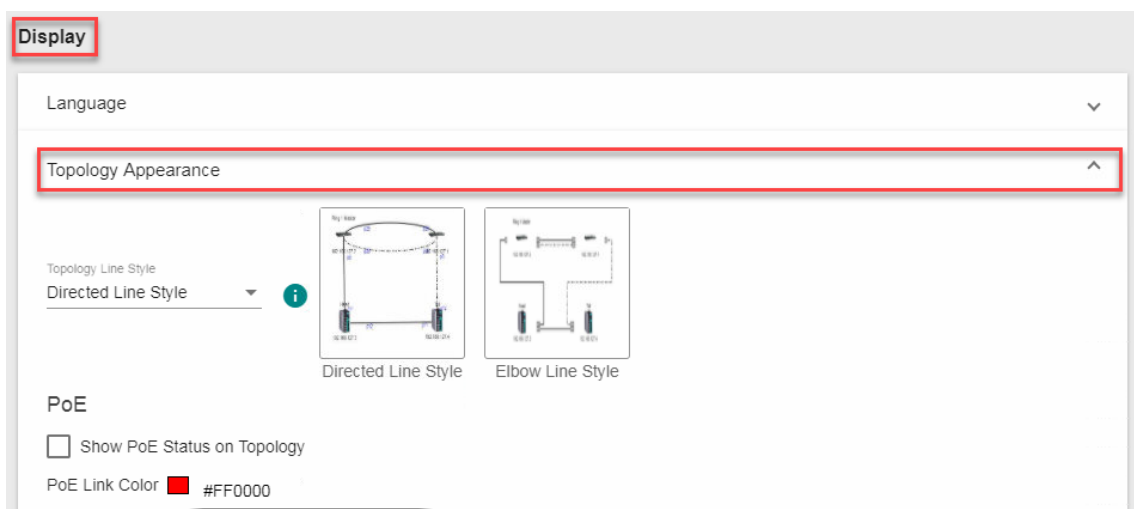 Display
Language
Topology Appearance
Topology Line Style
Directed Line Style
Directed Line Style
Elbow Line Style
PoE
Show PoE Status on Topology
PoE Link Color #FF0000